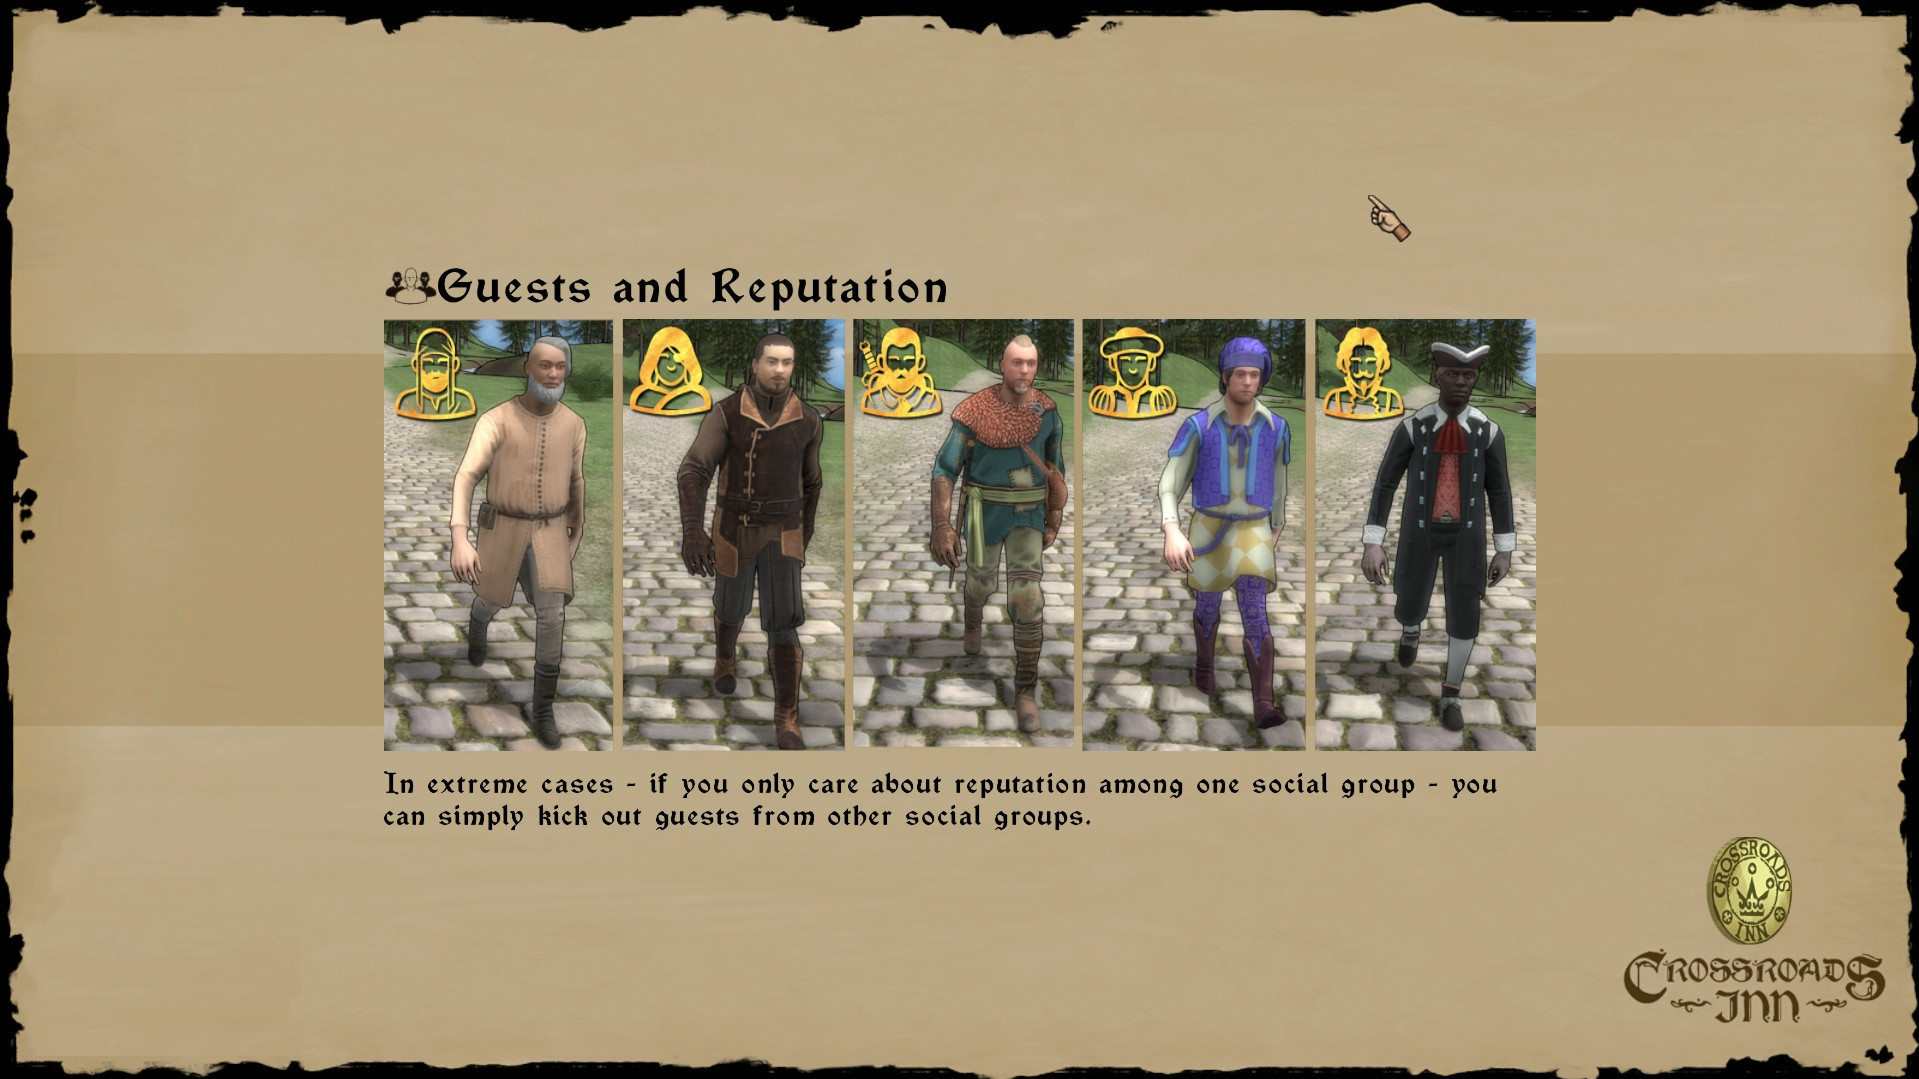 Guests and Reputation
In extreme cases - if you only care about reputation among one social group - you
can simply kick out guests from other social groups.
CROSSROADS
INN
CROSSROADS
INN